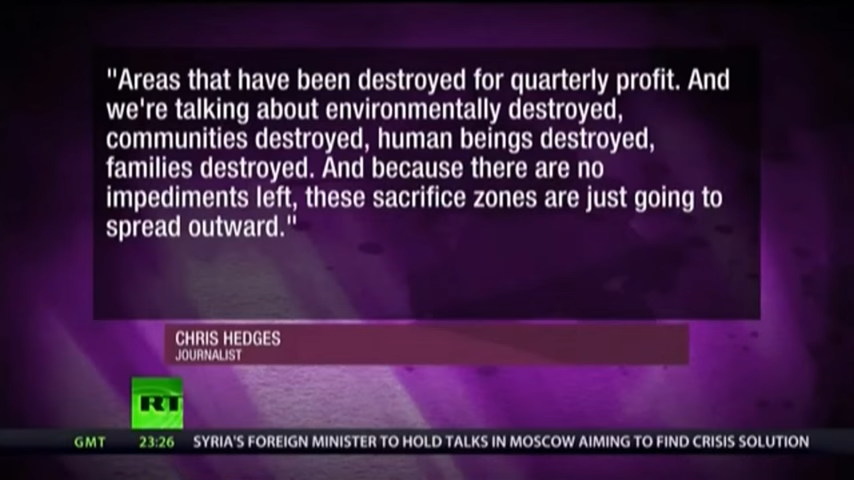 "Areas that have been destroyed for quarterly profit. And
we're talking about environmentally destroyed,
communities destroyed, human beings destroyed,
families destroyed. And because there are no
impediments left, these sacrifice zones are just going to
spread outward."
CHRIS HEDGES
JOURNALIST
RT
GMT 23:26 SYRIA'S FOREIGN MINISTER TO HOLD TALKS IN MOSCOW AIMING TO FIND CRISIS SOLUTION